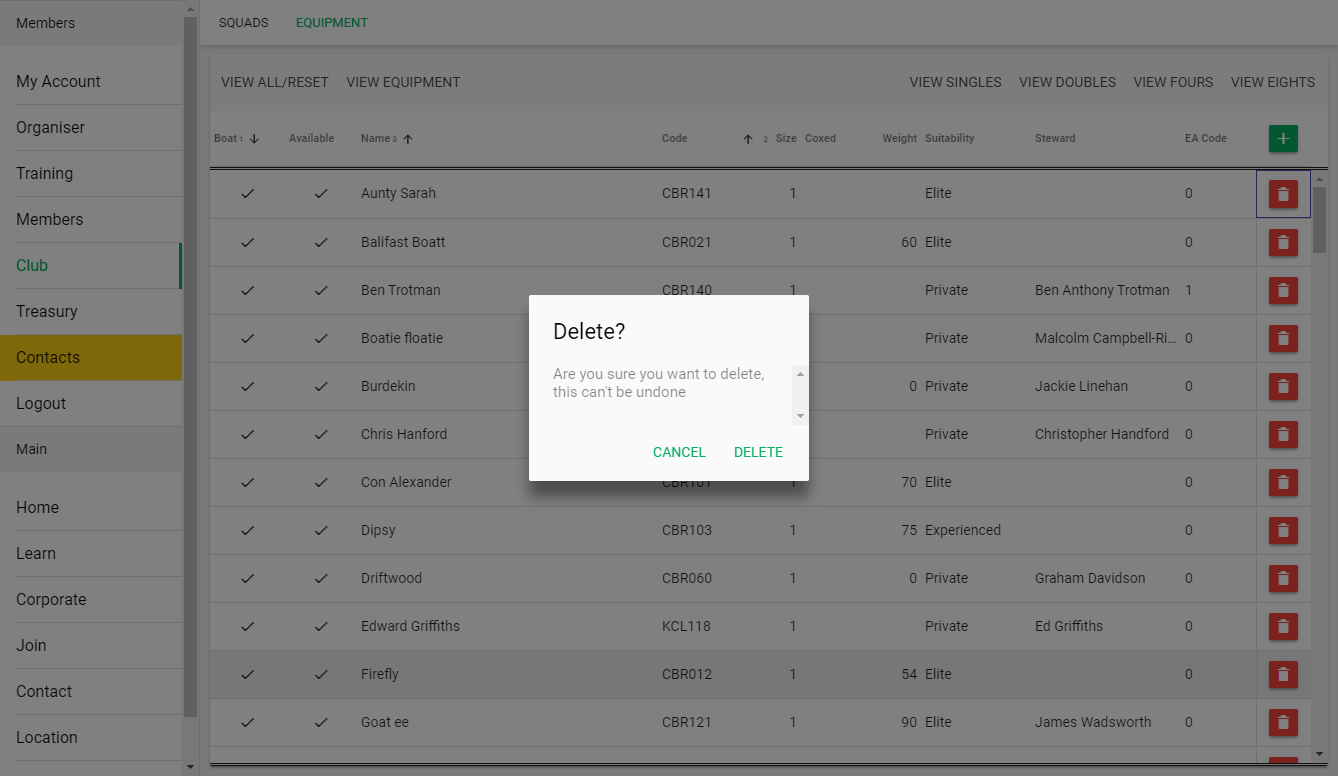 Members
My Account
Organiser
Training
Members
Club
Treasury
Contacts
Logout
Main
Home
Learn
Corporate
Join
Contact
Location
SQUADS EQUIPMENT
VIEW ALL/RESET VIEW EQUIPMENT VIEW SINGLES VIEW DOUBLES VIEW FOURS VIEW EIGHTS
Boat 1 Available Name 3 Code 2 Size Coxed Weight Suitability Steward EA Code
Aunty Sarah CBR141 1 Elite 0
Balifast Boatt CBR021 1 60 Elite 0
Ben Trotman CBR140 1 Private Ben Anthony Trotman 1
Boatie floatie Private Malcolm Campbell-Ri... 0
Burdekin 0 Private Jackie Linehan 0
Chris Hanford Private Christopher Handford 0
Con Alexander CBR101 1 70 Elite 0
Dipsy CBR103 1 75 Experienced 0
Driftwood CBR060 1 0 Private Graham Davidson 0
Edward Griffiths KCL118 1 Private Ed Griffiths 0
Firefly CBR012 1 54 Elite 0
Goat ee CBR121 1 90 Elite James Wadsworth 0
Delete?
Are you sure you want to delete,
this can't be undone
CANCEL DELETE